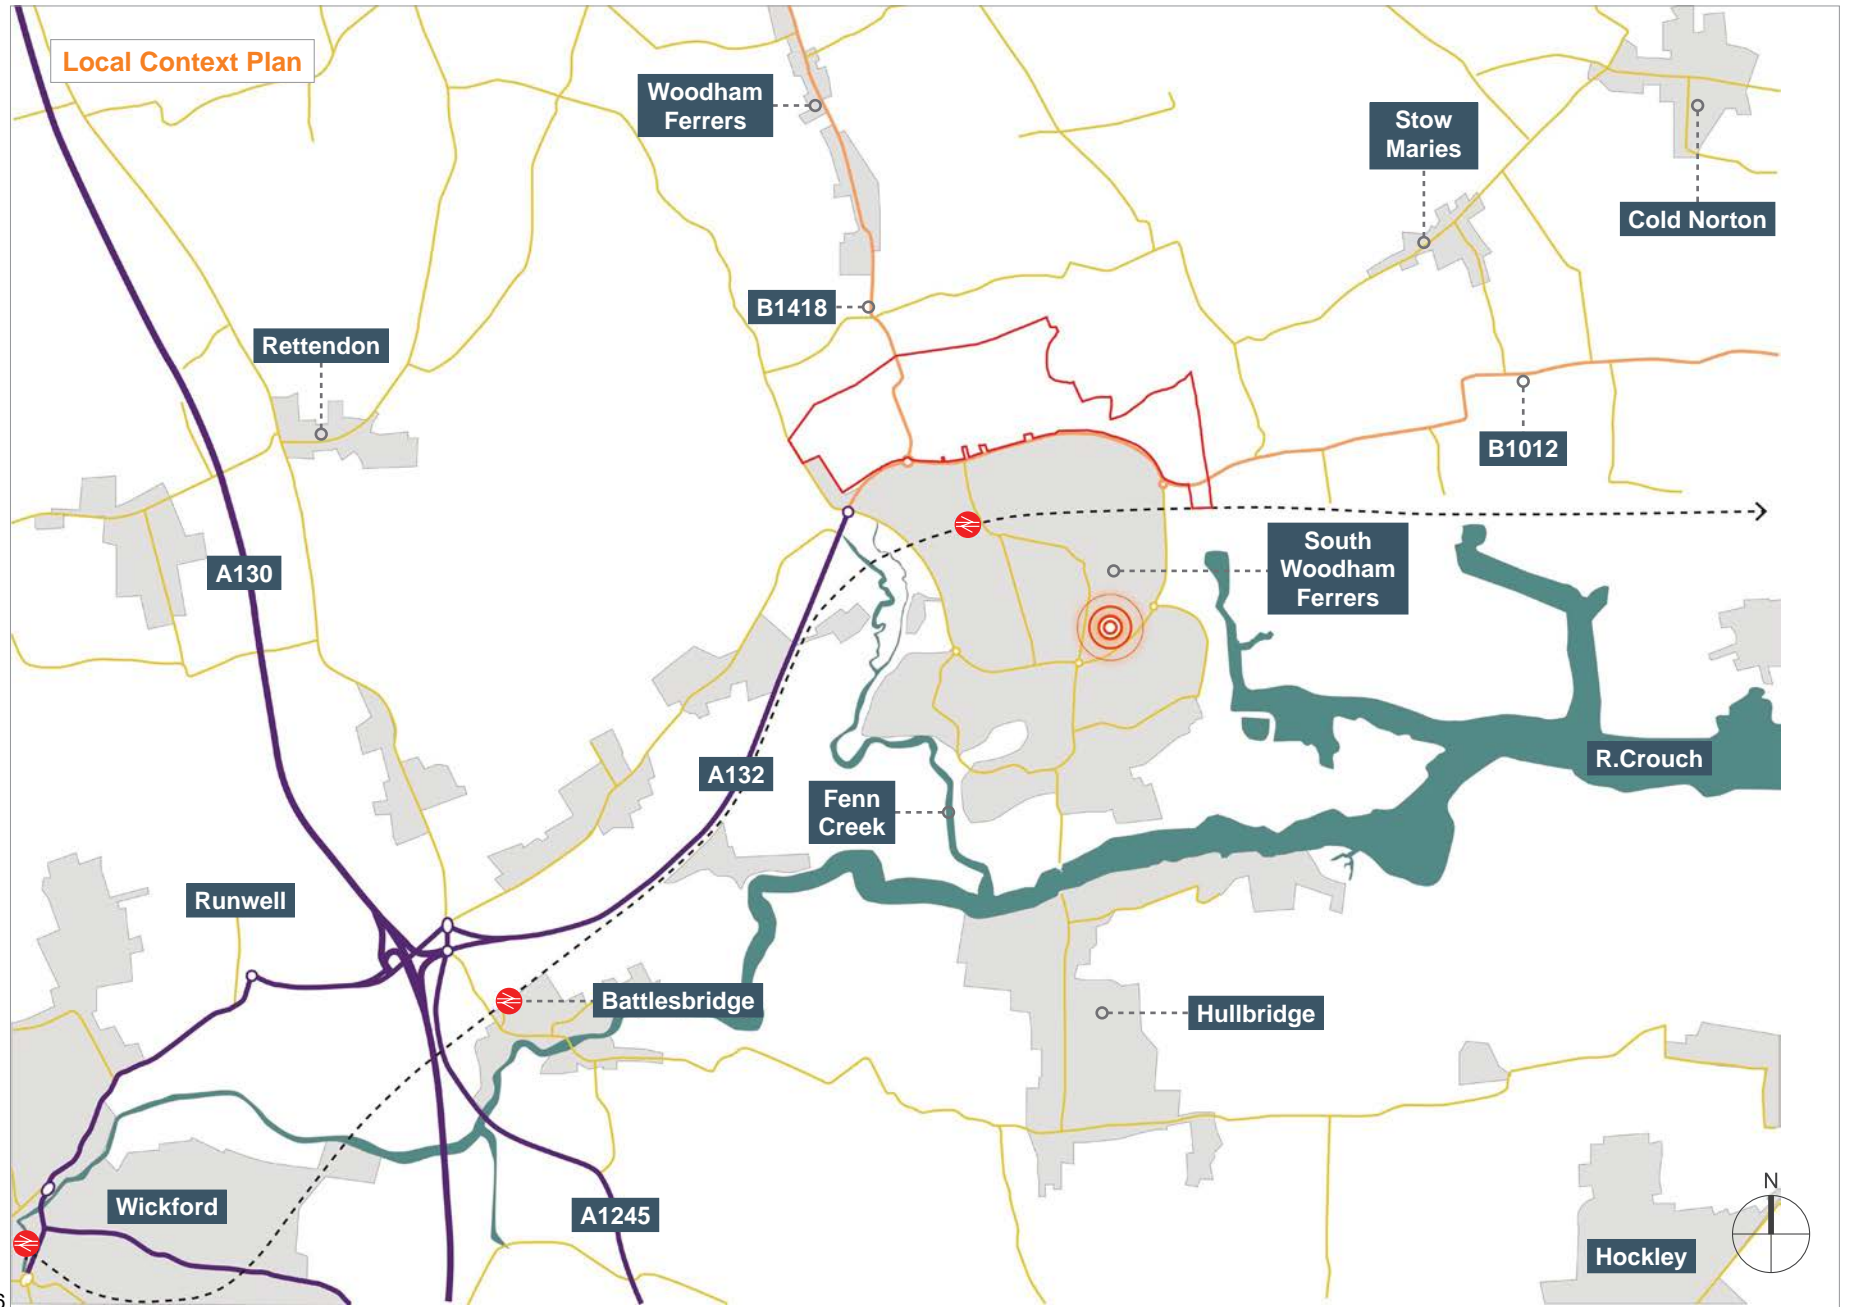 Local Context Plan
Woodham
Ferrers
Stow
Maries
Cold Norton
B1418
Rettendon
B1012
A130
South
Woodham
Ferrers
R.Crouch
A132
Fenn
Creek
Runwell
Battlesbridge
Hullbridge
Wickford
A1245
N
Hockley
6